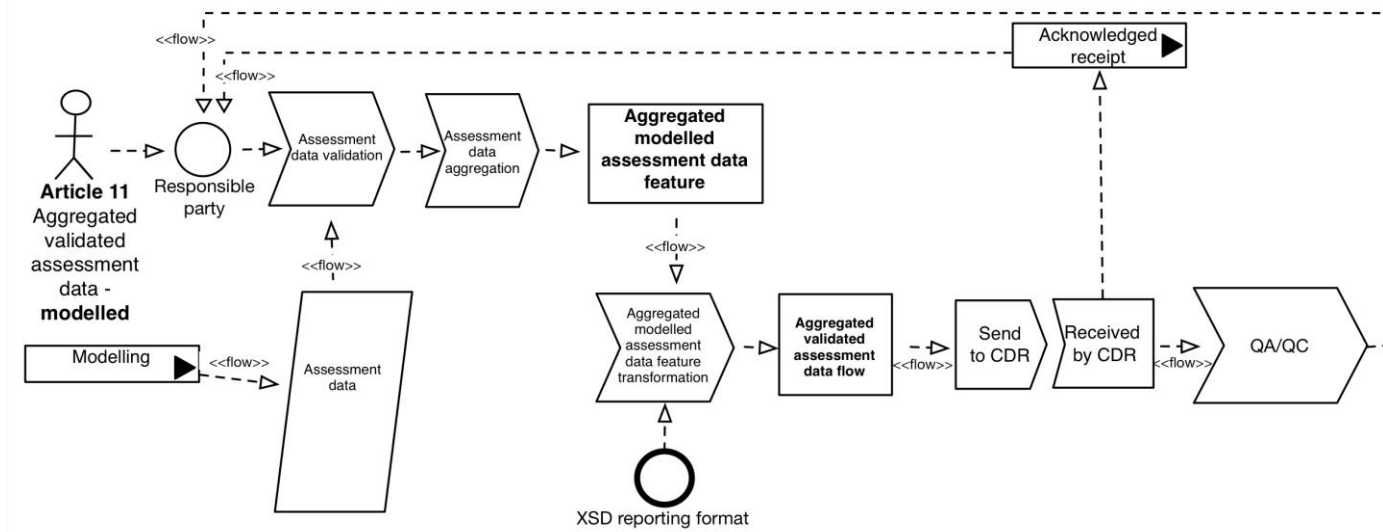 <<flow>>
Acknowledged
receipt
<<flow>>
Article 11
Aggregated
validated
assessment
data -
modelled
Responsible
party
Assessment
data validation
Assessment
data
aggregation
Aggregated
modelled
assessment data
feature
<<flow>>
<<flow>>
Modelling
<<flow>>
Assessment
data
Aggregated
modelled
assessment
data feature
transformation
Aggregated
validated
assessment
data flow
<<flow>>
Send
to CDR
Received
by CDR
<<flow>>
QA/QC
XSD reporting format